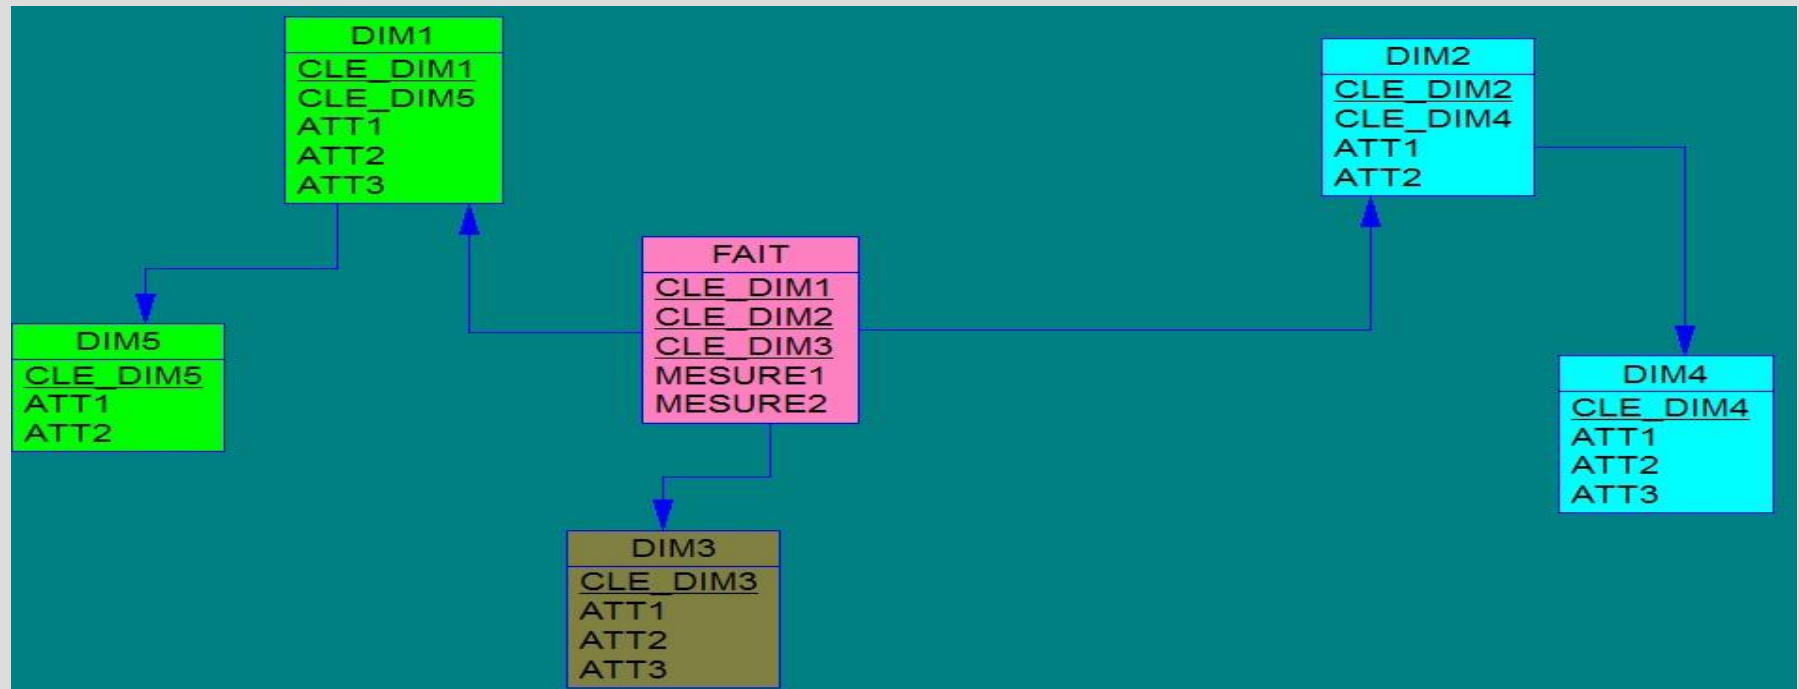 DIM1
CLE_DIM1
CLE_DIM5
ATT1
ATT2
ATT3
DIM2
CLE_DIM2
CLE_DIM4
ATT1
ATT2
FAIT
CLE_DIM1
CLE_DIM2
CLE_DIM3
MESURE1
MESURE2
DIM5
CLE_DIM5
ATT1
ATT2
DIM4
CLE_DIM4
ATT1
ATT2
ATT3
DIM3
CLE_DIM3
ATT1
ATT2
ATT3